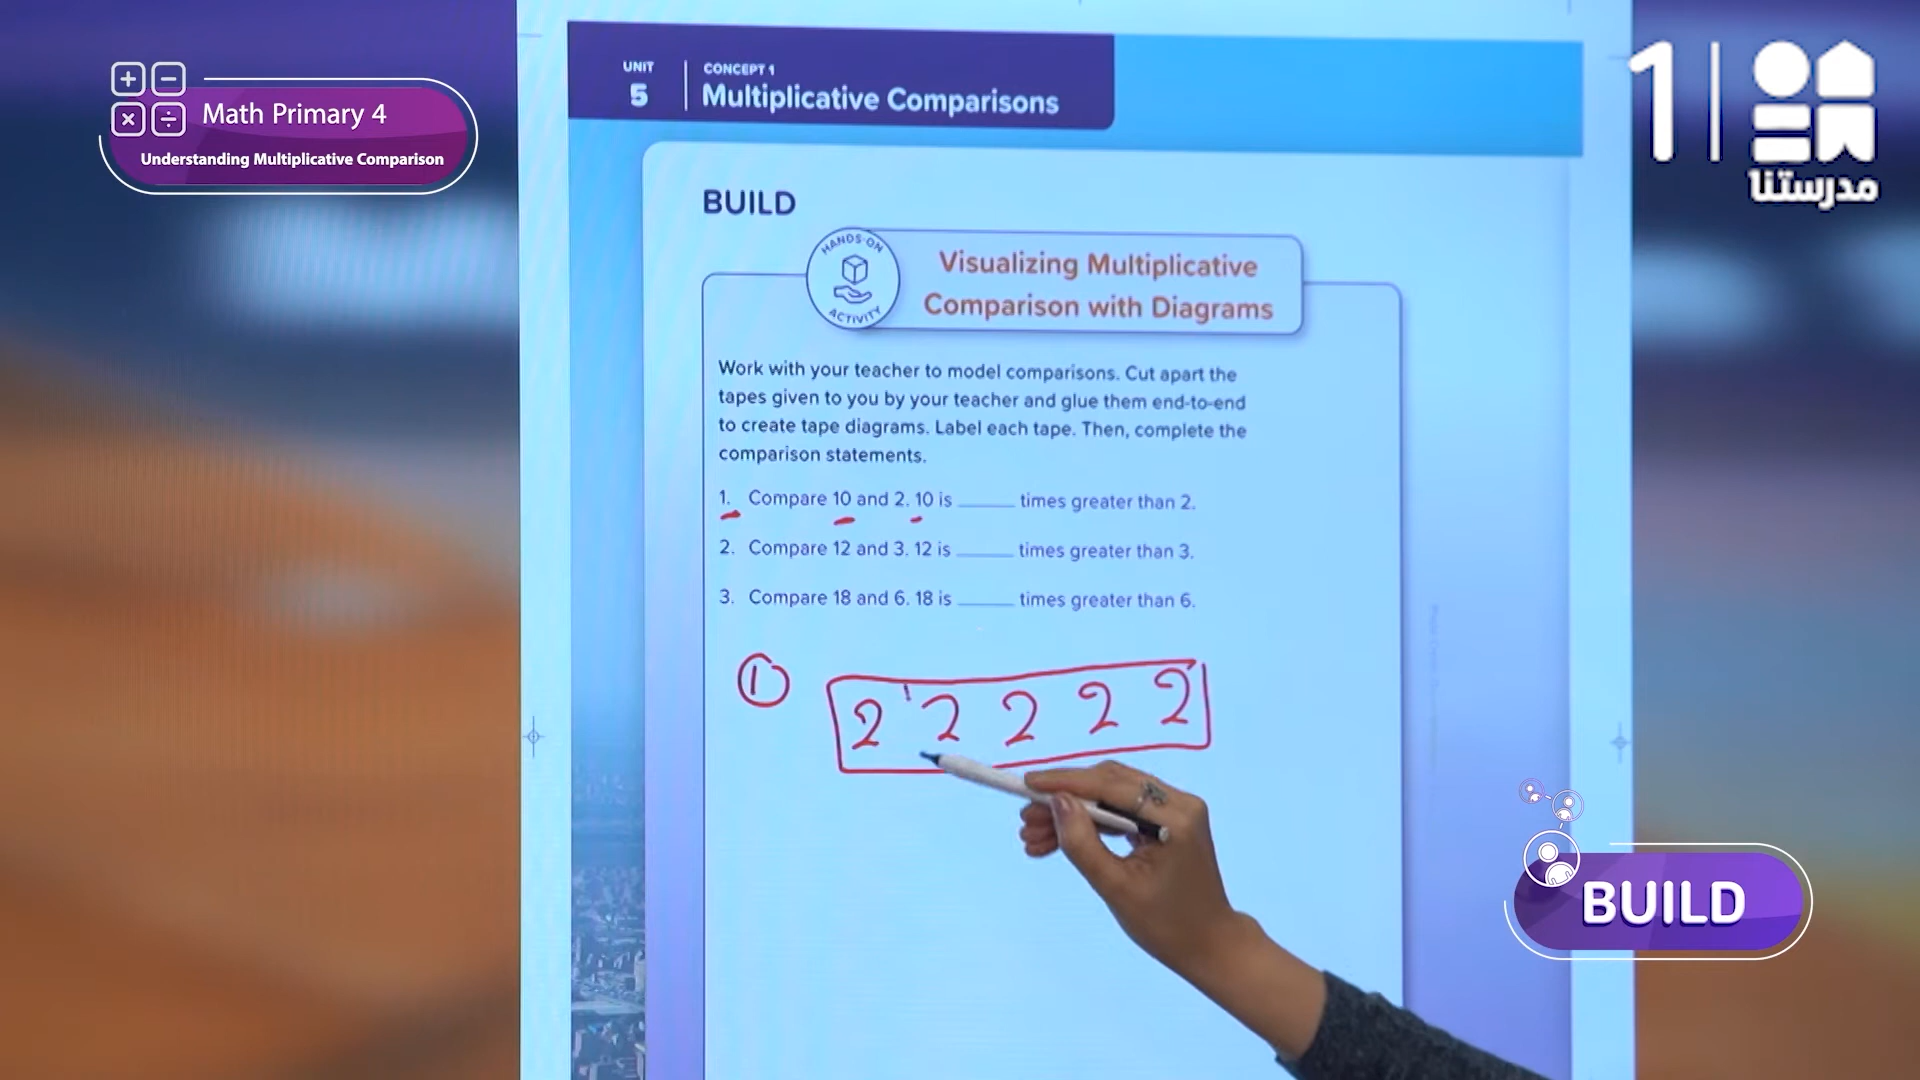 Math Primary 4
Understanding Multiplicative Comparison
1
مدرستنا
UNIT
5
CONCEPT 1
Multiplicative Comparisons
BUILD
HANDS-ON
ACTIVITY
Visualizing Multiplicative
Comparison with Diagrams
Work with your teacher to model comparisons. Cut apart the
tapes given to you by your teacher and glue them end-to-end
to create tape diagrams. Label each tape. Then, complete the
comparison statements.
1. Compare 10 and 2. 10 is ______ times greater than 2.
2. Compare 12 and 3. 12 is ______ times greater than 3.
3. Compare 18 and 6. 18 is ______ times greater than 6.
1
2 2 2 2 2
BUILD